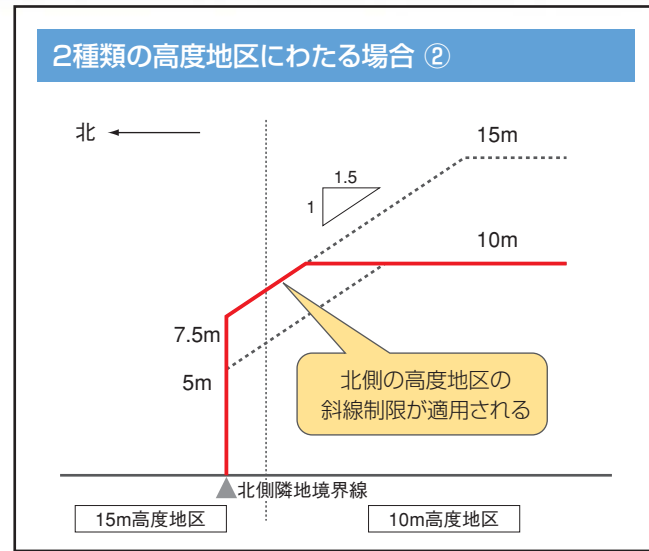 2種類の高度地区にわたる場合 ②
北
15m
1.5
1
10m
7.5m
5m
北側の高度地区の
斜線制限が適用される
北側隣地境界線
15m高度地区
10m高度地区